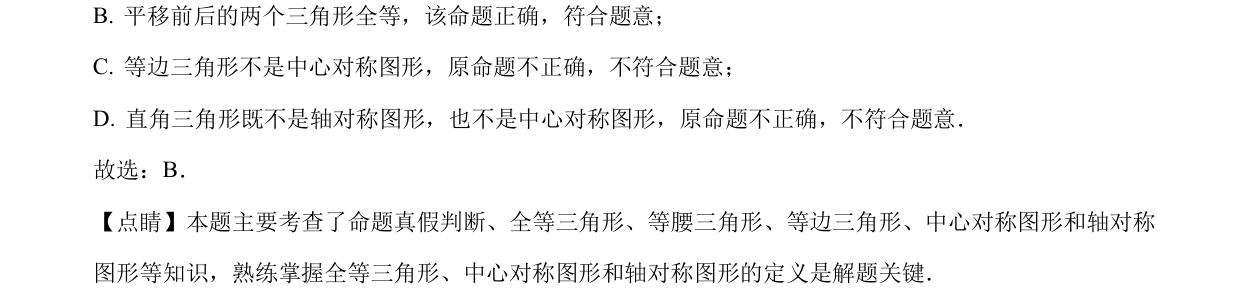 B. 平移前后的两个三角形全等，该命题正确，符合题意；
C. 等边三角形不是中心对称图形，原命题不正确，不符合题意；
D. 直角三角形既不是轴对称图形，也不是中心对称图形，原命题不正确，不符合题意．
故选：B．
【点睛】本题主要考查了命题真假判断、全等三角形、等腰三角形、等边三角形、中心对称图形和轴对称
图形等知识，熟练掌握全等三角形、中心对称图形和轴对称图形的定义是解题关键．